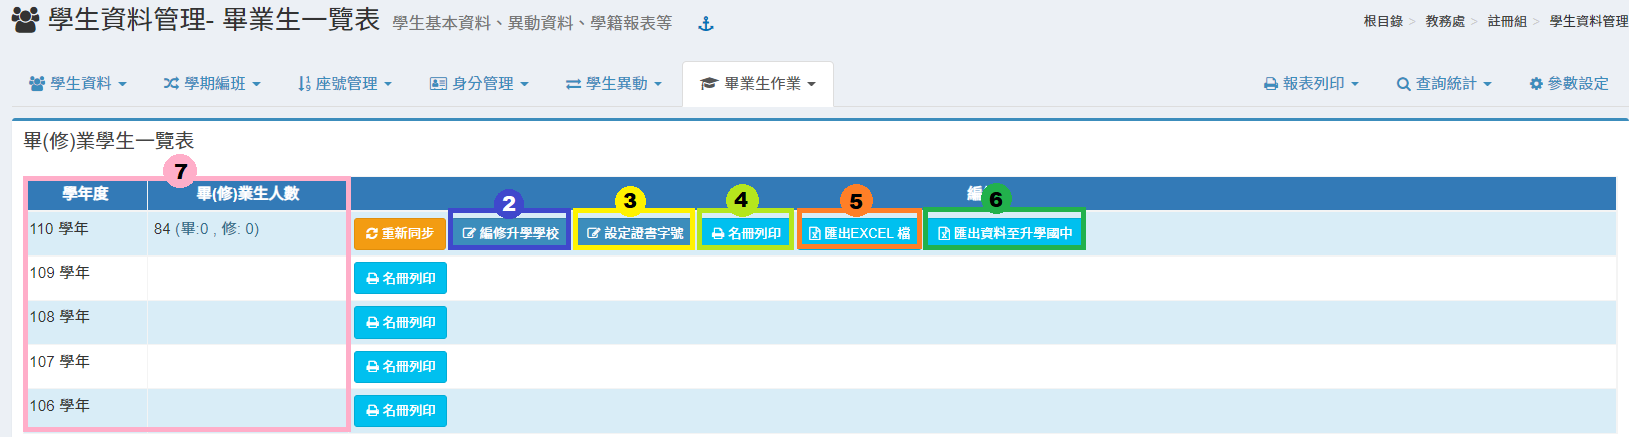 學生資料管理- 畢業生一覽表 學生基本資料、異動資料、學籍報表等
根目錄 > 教務處 > 註冊組 > 學生資料管理
學生資料 學期編班 座號管理 身分管理 學生異動 畢業生作業 報表列印 查詢統計 參數設定
畢(修)業學生一覽表
7
學年度 畢(修)業生人數
2 3 4 5 6
110 學年 84 (畢:0 , 修: 0) 重新同步 編修升學學校 設定證書字號 名冊列印 匯出EXCEL 檔 匯出資料至升學國中
109 學年 名冊列印
108 學年 名冊列印
107 學年 名冊列印
106 學年 名冊列印